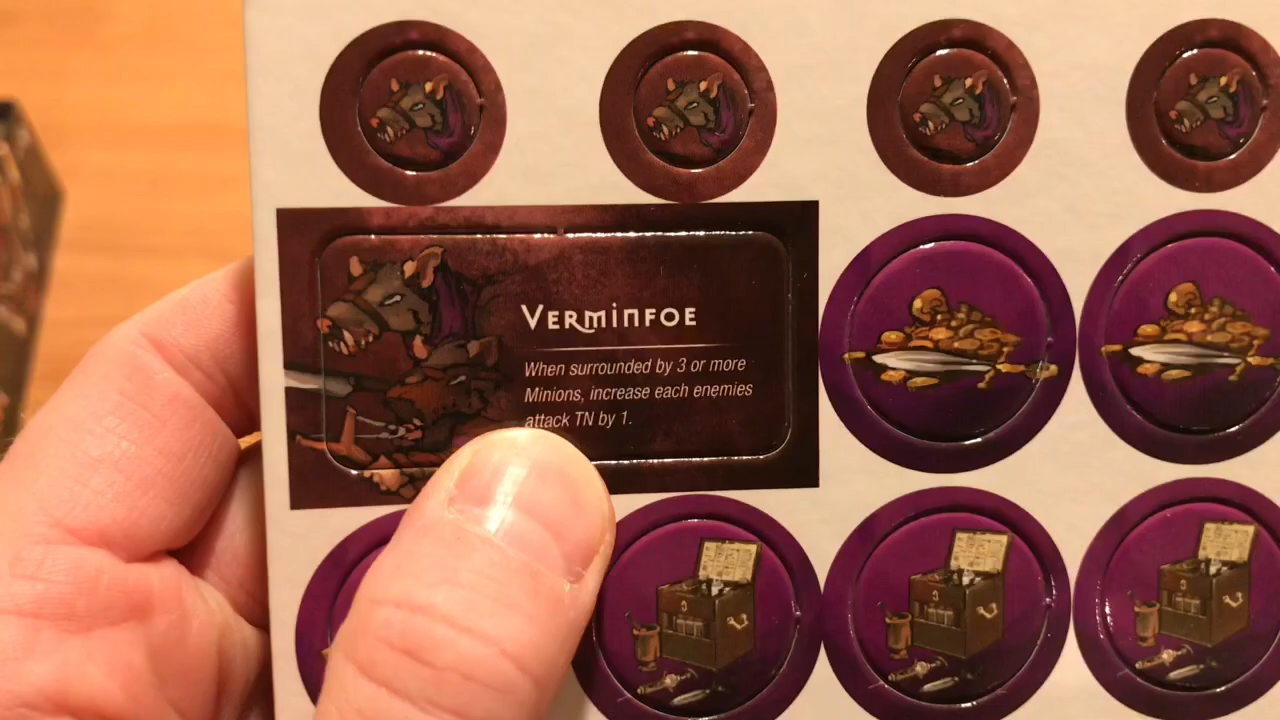 Verminfoe
When surrounded by 3 or more
Minions, increase each enemies
attack TN by 1.